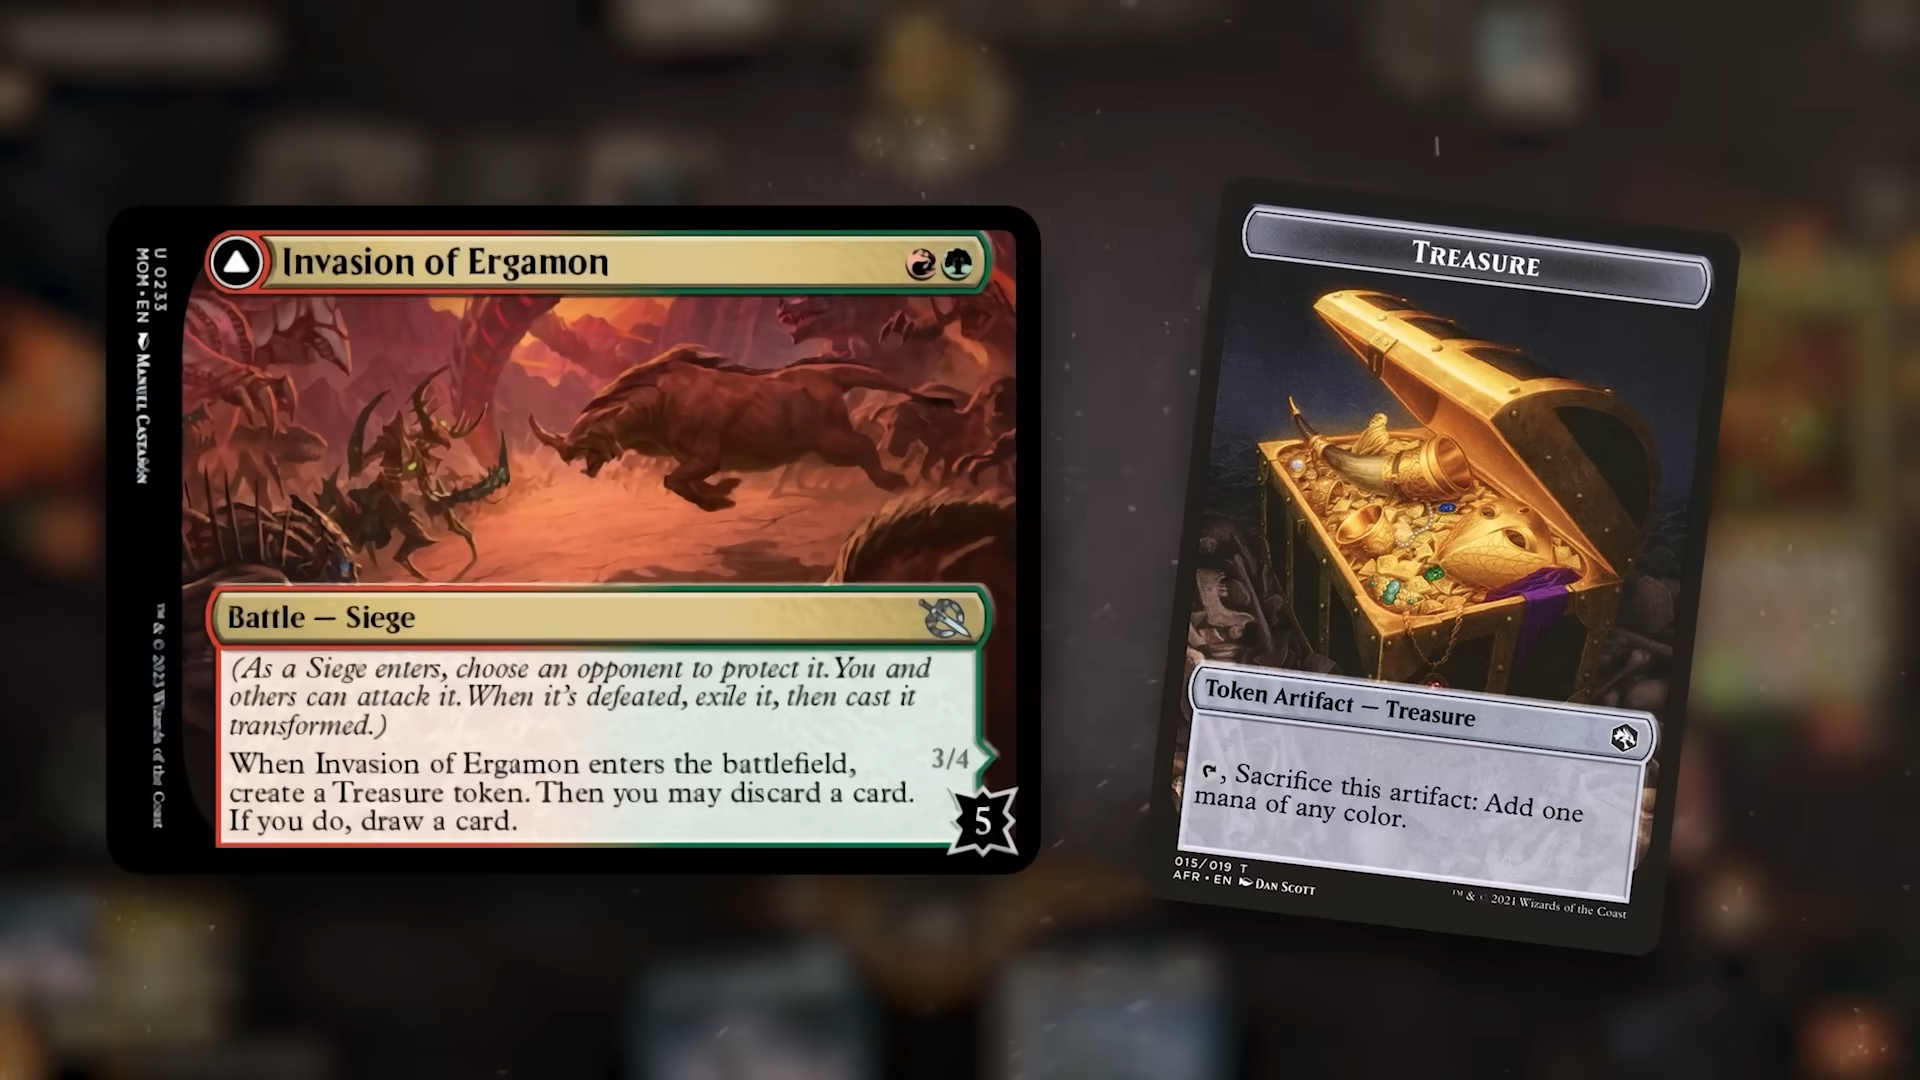 Invasion of Ergamon
Battle — Siege
(As a Siege enters, choose an opponent to protect it. You and
others can attack it. When it's defeated, exile it, then cast it
transformed.)
When Invasion of Ergamon enters the battlefield,
create a Treasure token. Then you may discard a card.
If you do, draw a card.
3/4
5
U 0233
MOM • EN MANUEL CASTAÑÓN
™ & © 2023 Wizards of the Coast
TREASURE
Token Artifact — Treasure
, Sacrifice this artifact: Add one
mana of any color.
015/019 T
AFR • EN DAN SCOTT
™ & © 2021 Wizards of the Coast